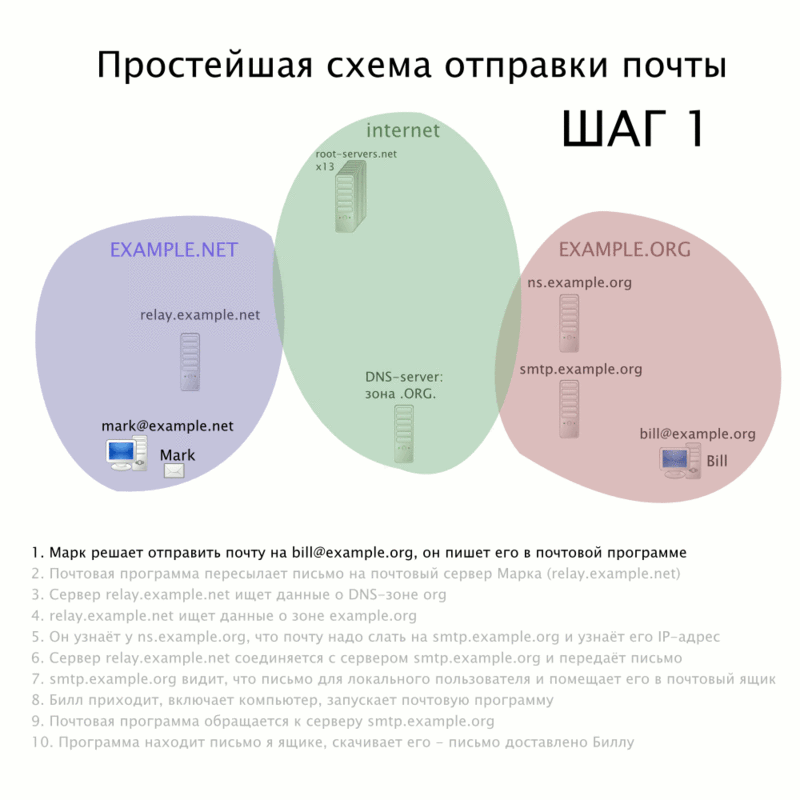 Простейшая схема отправки почты
ШАГ 1
internet
root-servers.net
x13
EXAMPLE.NET
EXAMPLE.ORG
ns.example.org
relay.example.net
smtp.example.org
DNS-server:
зона .ORG.
mark@example.net
Mark
bill@example.org
Bill
1. Марк решает отправить почту на bill@example.org, он пишет его в почтовой программе
2. Почтовая программа пересылает письмо на почтовый сервер Марка (relay.example.net)
3. Сервер relay.example.net ищет данные о DNS-зоне org
4. relay.example.net ищет данные о зоне example.org
5. Он узнаёт у ns.example.org, что почту надо слать на smtp.example.org и узнаёт его IP-адрес
6. Сервер relay.example.net соединяется с сервером smtp.example.org и передаёт письмо
7. smtp.example.org видит, что письмо для локального пользователя и помещает его в почтовый ящик
8. Билл приходит, включает компьютер, запускает почтовую программу
9. Почтовая программа обращается к серверу smtp.example.org
10. Программа находит письмо я ящике, скачивает его - письмо доставлено Биллу